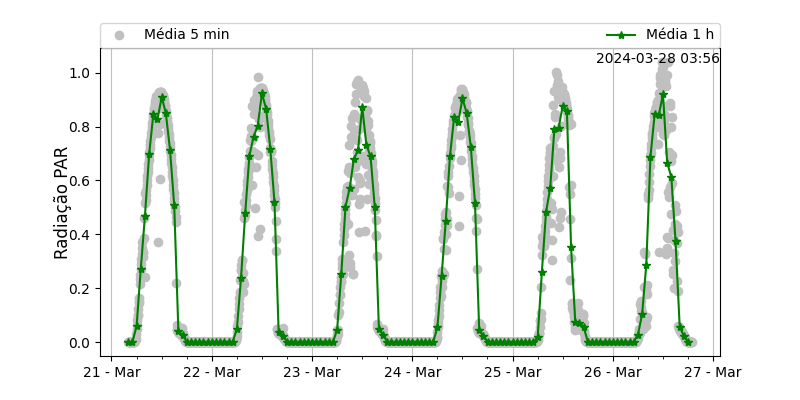 Média 5 min
Média 1 h
2024-03-28 03:56
Radiação PAR
1.0
0.8
0.6
0.4
0.2
0.0
21 - Mar
22 - Mar
23 - Mar
24 - Mar
25 - Mar
26 - Mar
27 - Mar